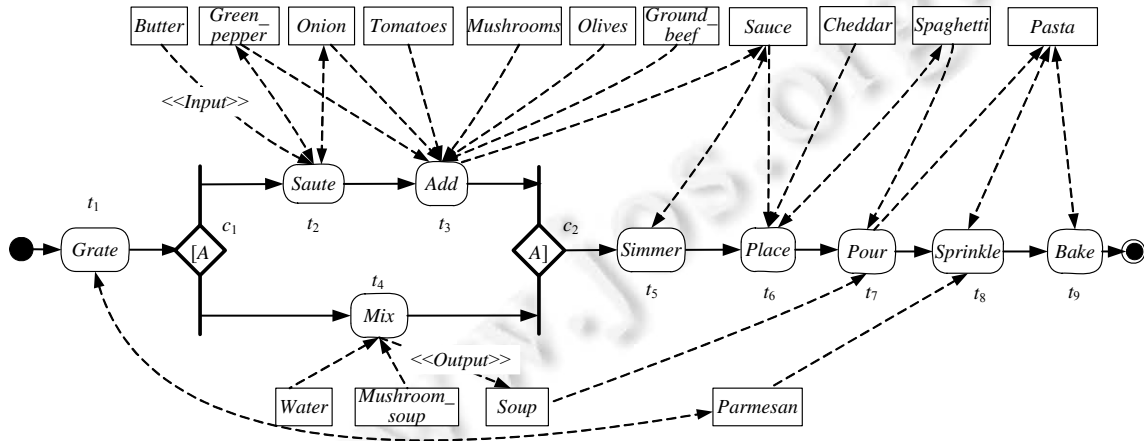 Butter
Green_
pepper
Onion
Tomatoes
Mushrooms
Olives
Ground_
beef
Sauce
Cheddar
Spaghetti
Pasta
<<Input>>
t1
Grate
[A
c1
Saute
t2
Add
t3
t4
Mix
A]
c2
Simmer
t5
Place
t6
Pour
t7
Sprinkle
t8
Bake
t9
<<Output>>
Water
Mushroom_
soup
Soup
Parmesan